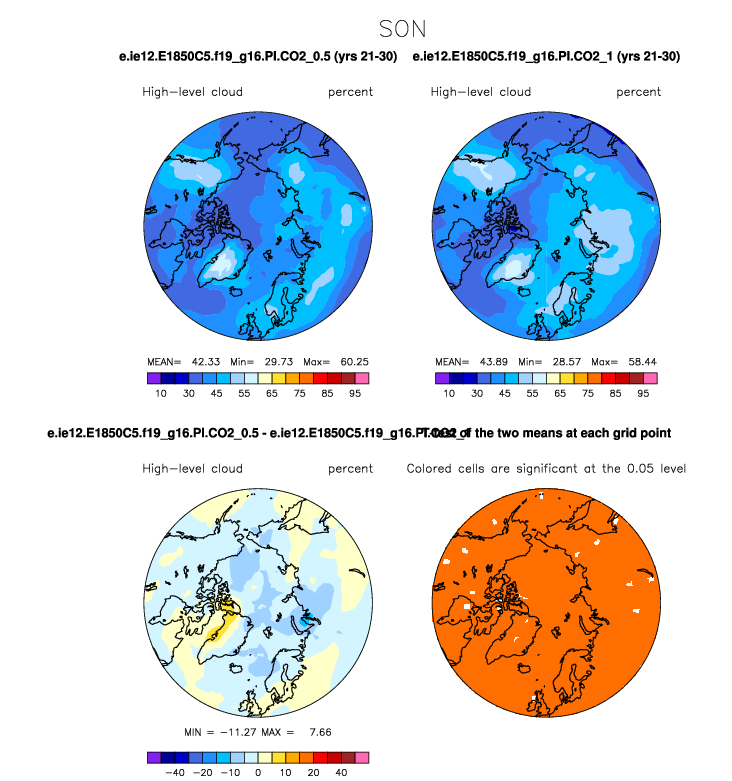 SON
e.ie12.E1850C5.f19_g16.PI.CO2_0.5 (yrs 21-30) e.ie12.E1850C5.f19_g16.PI.CO2_1 (yrs 21-30)
High-level cloud percent High-level cloud percent
MEAN= 42.33 Min= 29.73 Max= 60.25 MEAN= 43.89 Min= 28.57 Max= 58.44
10 30 45 55 65 75 85 95 10 30 45 55 65 75 85 95
e.ie12.E1850C5.f19_g16.PI.CO2_0.5 - e.ie12.E1850C5.f19_g16.PI.CO2_1 T-test of the two means at each grid point
High-level cloud percent Colored cells are significant at the 0.05 level
MIN = -11.27 MAX = 7.66
-40 -20 -10 0 10 20 40